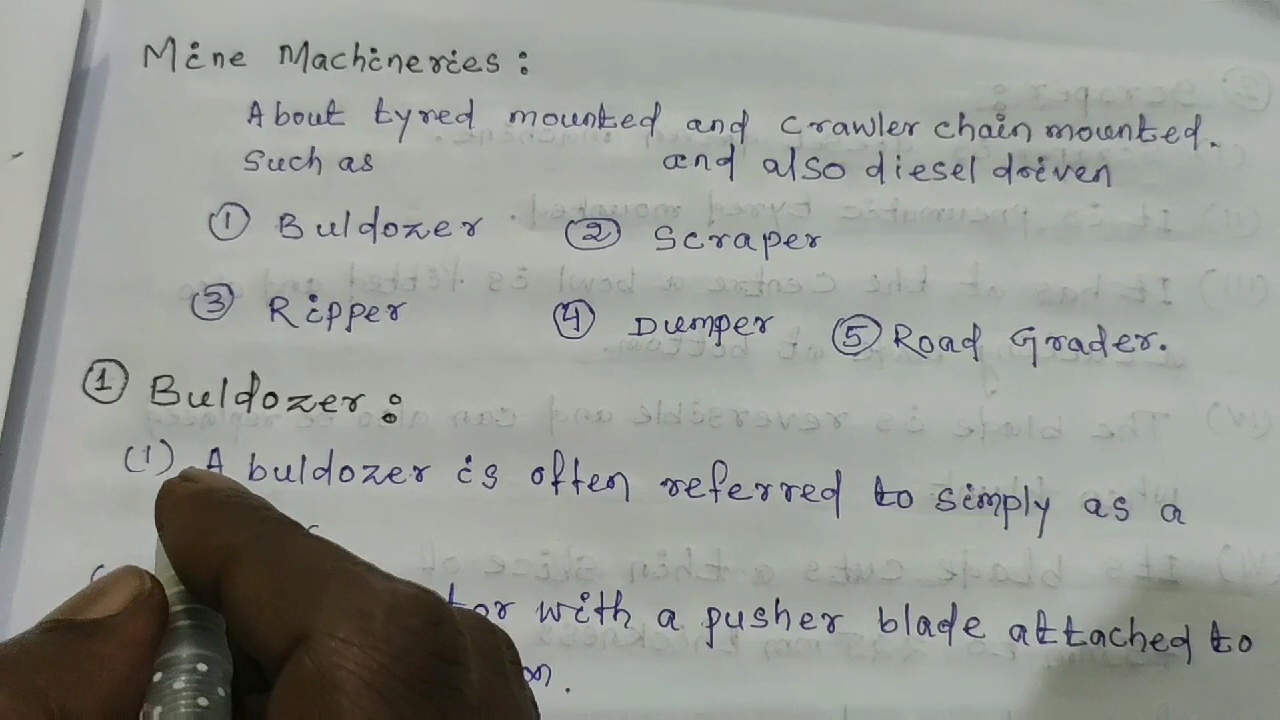 Mine Machineries:
About tyred mounted and crawler chain mounted.
Such as and also diesel driven
① Buldozer ② Scraper
③ Ripper ④ Dumper ⑤ Road Grader.
① Buldozer:
(1) A buldozer is often referred to simply as a
with a pusher blade attached to